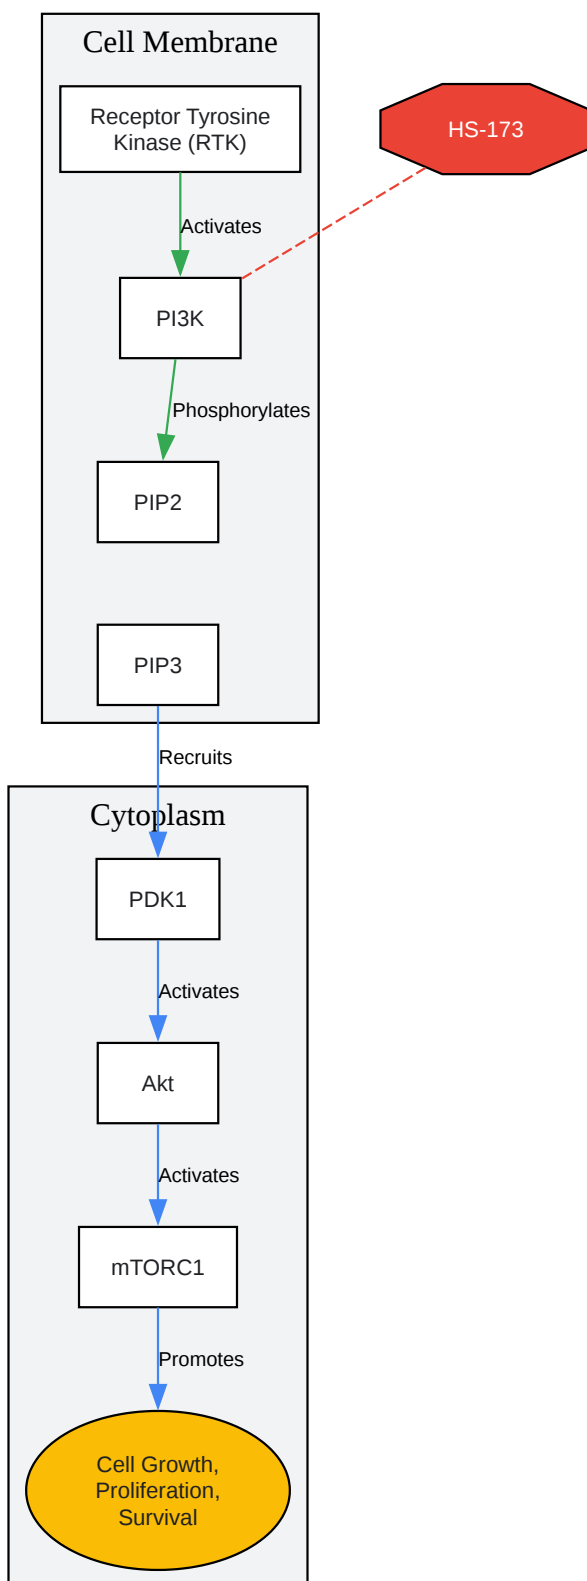 Cell Membrane
Receptor Tyrosine
Kinase (RTK)
HS-173
Activates
PI3K
Phosphorylates
PIP2
PIP3
Recruits
Cytoplasm
PDK1
Activates
Akt
Activates
mTORC1
Promotes
Cell Growth,
Proliferation,
Survival